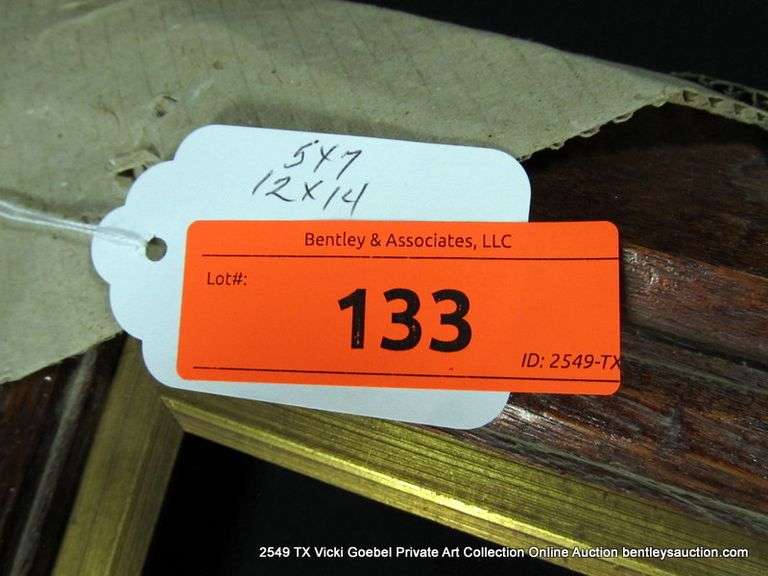 5x7
12x14
Bentley & Associates, LLC
Lot#:
133
ID: 2549-TX
2549 TX Vicki Goebel Private Art Collection Online Auction bentleysauction.com